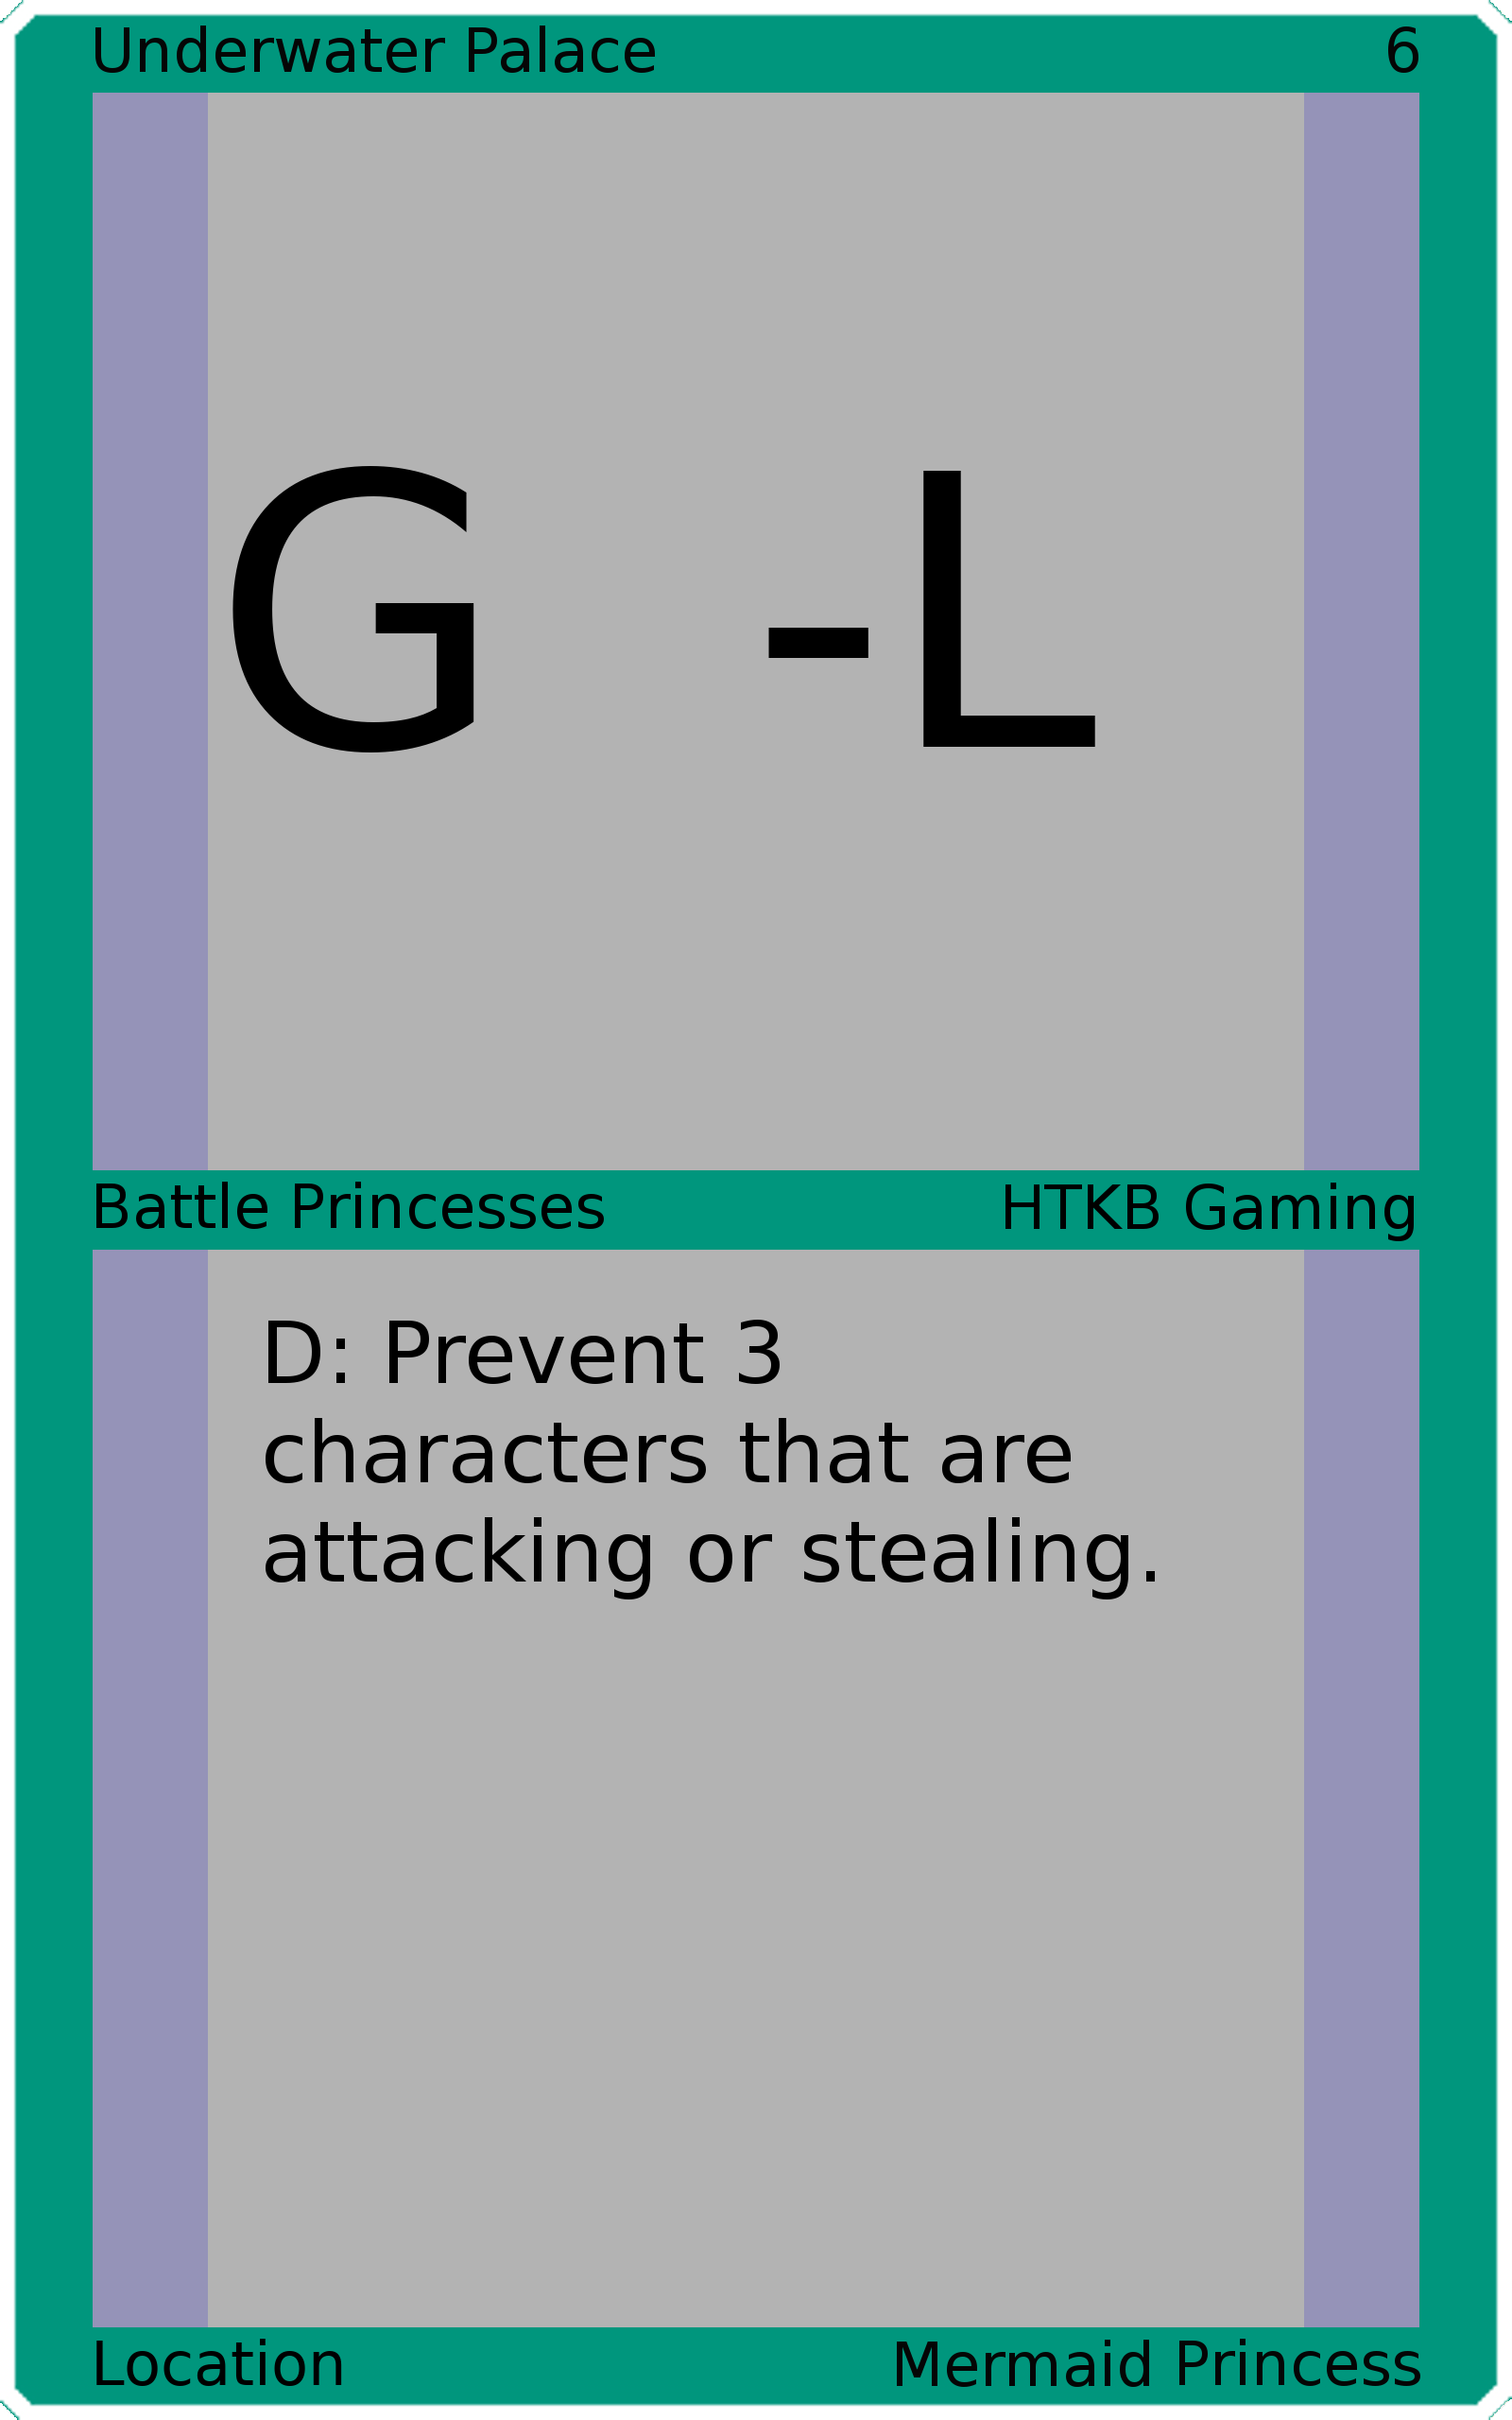 Underwater Palace 6
G -L
Battle Princesses HTKB Gaming
D: Prevent 3
characters that are
attacking or stealing.
Location Mermaid Princess